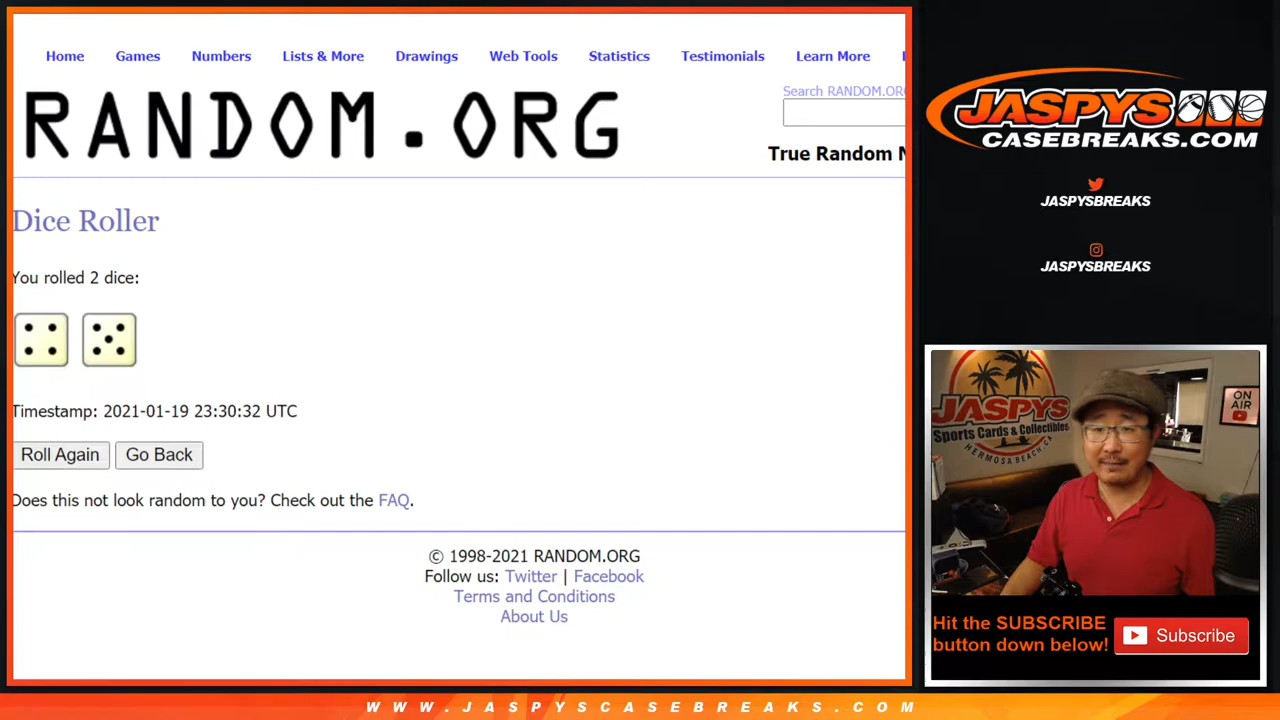 Home Games Numbers Lists & More Drawings Web Tools Statistics Testimonials Learn More
RANDOM.ORG
Search RANDOM.ORG
True Random N
Dice Roller
You rolled 2 dice:
Timestamp: 2021-01-19 23:30:32 UTC
Roll Again Go Back
Does this not look random to you? Check out the FAQ.
© 1998-2021 RANDOM.ORG
Follow us: Twitter | Facebook
Terms and Conditions
About Us
JASPYS
CASEBREAKS.COM
JASPYSBREAKS
JASPYSBREAKS
JASPYS
Sports Cards & Collectibles
HERMOSA BEACH, CA
ON
AIR
Hit the SUBSCRIBE
button down below!
Subscribe
WWW.JASPYSCASEBREAKS.COM